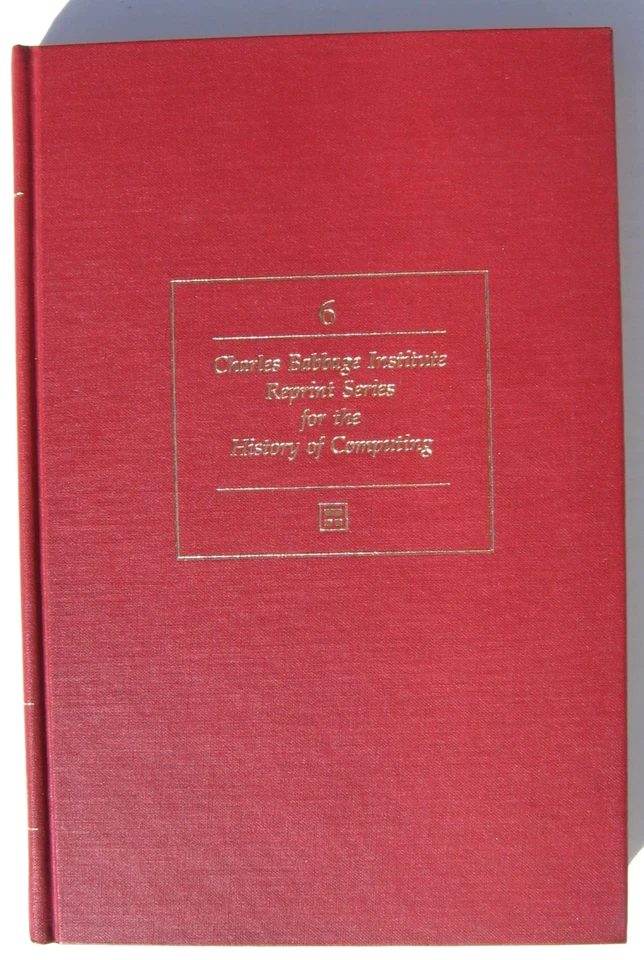 6
Charles Babbage Institute
Reprint Series
for the
History of Computing